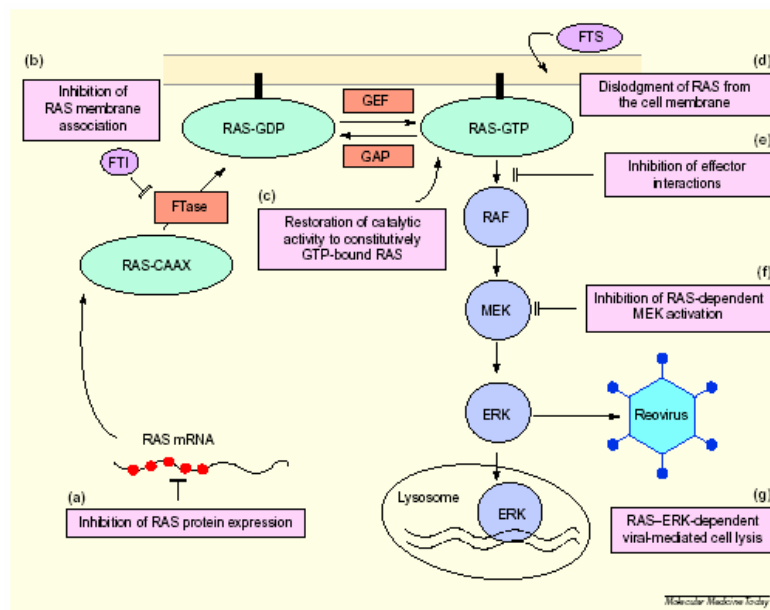 FTS
(b)
Inhibition of
RAS membrane
association
(d)
Dislodgment of RAS from
the cell membrane
GEF
RAS-GDP
RAS-GTP
GAP
(e)
Inhibition of effector
interactions
FTI
FTase
(c)
Restoration of catalytic
activity to constitutively
GTP-bound RAS
RAF
RAS-CAAX
(f)
Inhibition of RAS-dependent
MEK activation
MEK
ERK
Reovirus
RAS mRNA
(a)
Inhibition of RAS protein expression
Lysosome
ERK
(g)
RAS–ERK-dependent
viral-mediated cell lysis
Molecular Medicine Today